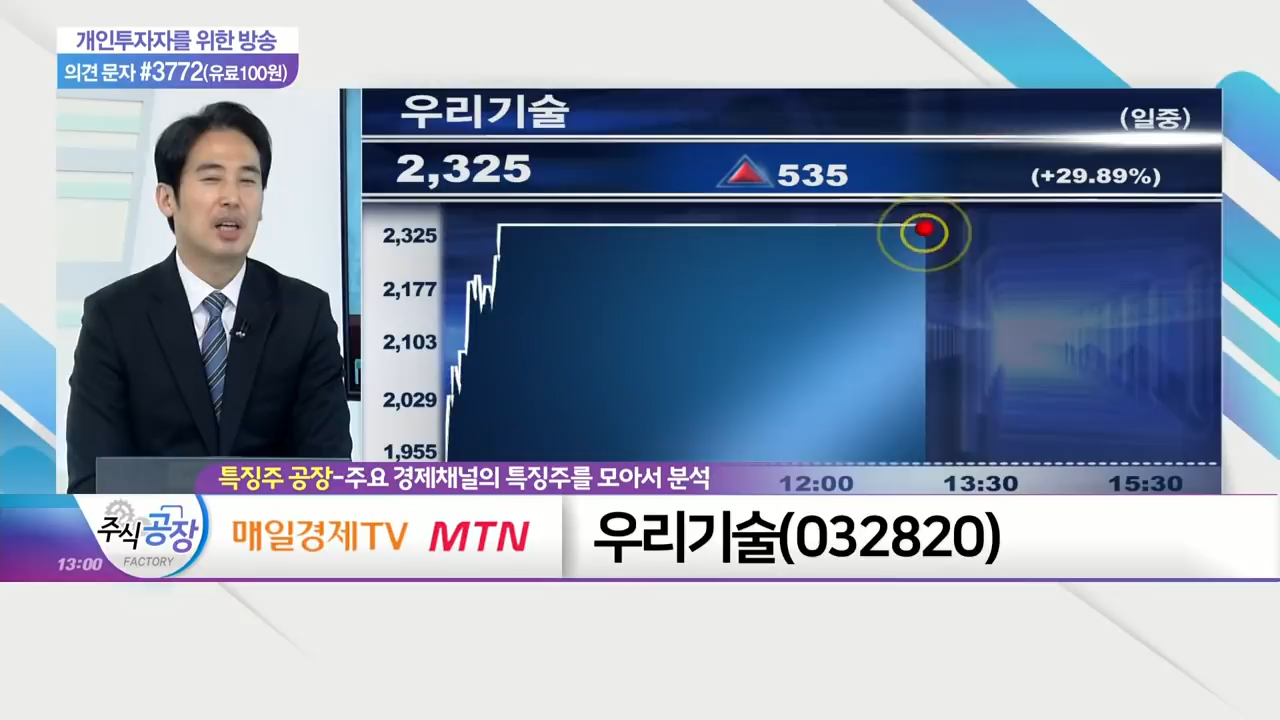 개인투자자를 위한 방송
의견 문자 #3772(유료100원)
우리기술
(일중)
2,325
535
(+29.89%)
2,325
2,177
2,103
2,029
1,955
12:00
13:30
15:30
특징주 공장-주요 경제채널의 특징주를 모아서 분석
13:00
주식공장
FACTORY
매일경제TV
MTN
우리기술(032820)